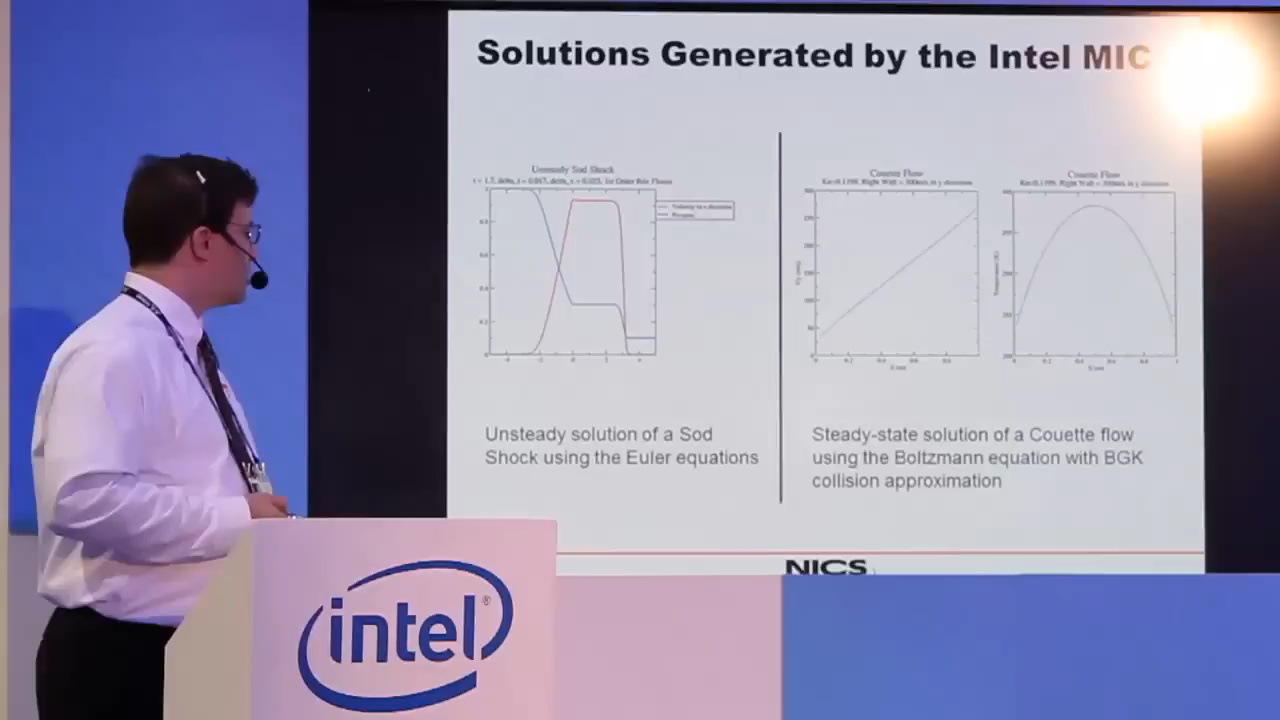 Solutions Generated by the Intel MIC
Unsteady Sod Shock
Couette Flow
Couette Flow
Unsteady solution of a Sod
Shock using the Euler equations
Steady-state solution of a Couette flow
using the Boltzmann equation with BGK
collision approximation
NICS
intel®